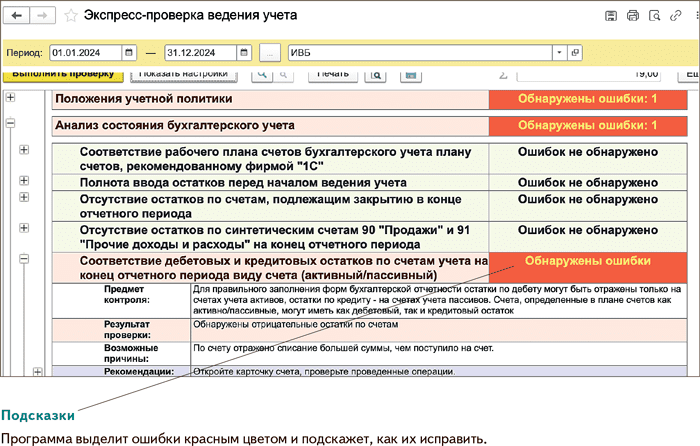 Экспресс-проверка ведения учета
Период: 01.01.2024 — 31.12.2024 ... ИВБ
Выполнить проверку Показать настройки Печать Σ 19,00 Ещ
Положения учетной политики Обнаружены ошибки: 1
Анализ состояния бухгалтерского учета Обнаружены ошибки: 1
Соответствие рабочего плана счетов бухгалтерского учета плану Ошибок не обнаружено
счетов, рекомендованному фирмой "1С"
Полнота ввода остатков перед началом ведения учета Ошибок не обнаружено
Отсутствие остатков по счетам, подлежащим закрытию в конце Ошибок не обнаружено
отчетного периода
Отсутствие остатков по синтетическим счетам 90 "Продажи" и 91 Ошибок не обнаружено
"Прочие доходы и расходы" на конец отчетного периода
Соответствие дебетовых и кредитовых остатков по счетам учета на Обнаружены ошибки
конец отчетного периода виду счета (активный/пассивный)
Предмет Для правильного заполнения форм бухгалтерской отчетности остатки по дебету могут быть отражены только на
контроля: счетах учета активов, остатки по кредиту - на счетах учета пассивов. Счета, определенные в плане счетов как
активно/пассивные, могут иметь как дебетовый, так и кредитовый остаток
Результат Обнаружены отрицательные остатки по счетам
проверки:
Возможные По счету отражено списание большей суммы, чем поступило на счет.
причины:
Рекомендации: Откройте карточку счета, проверьте проведенные операции.
Подсказки
Программа выделит ошибки красным цветом и подскажет, как их исправить.